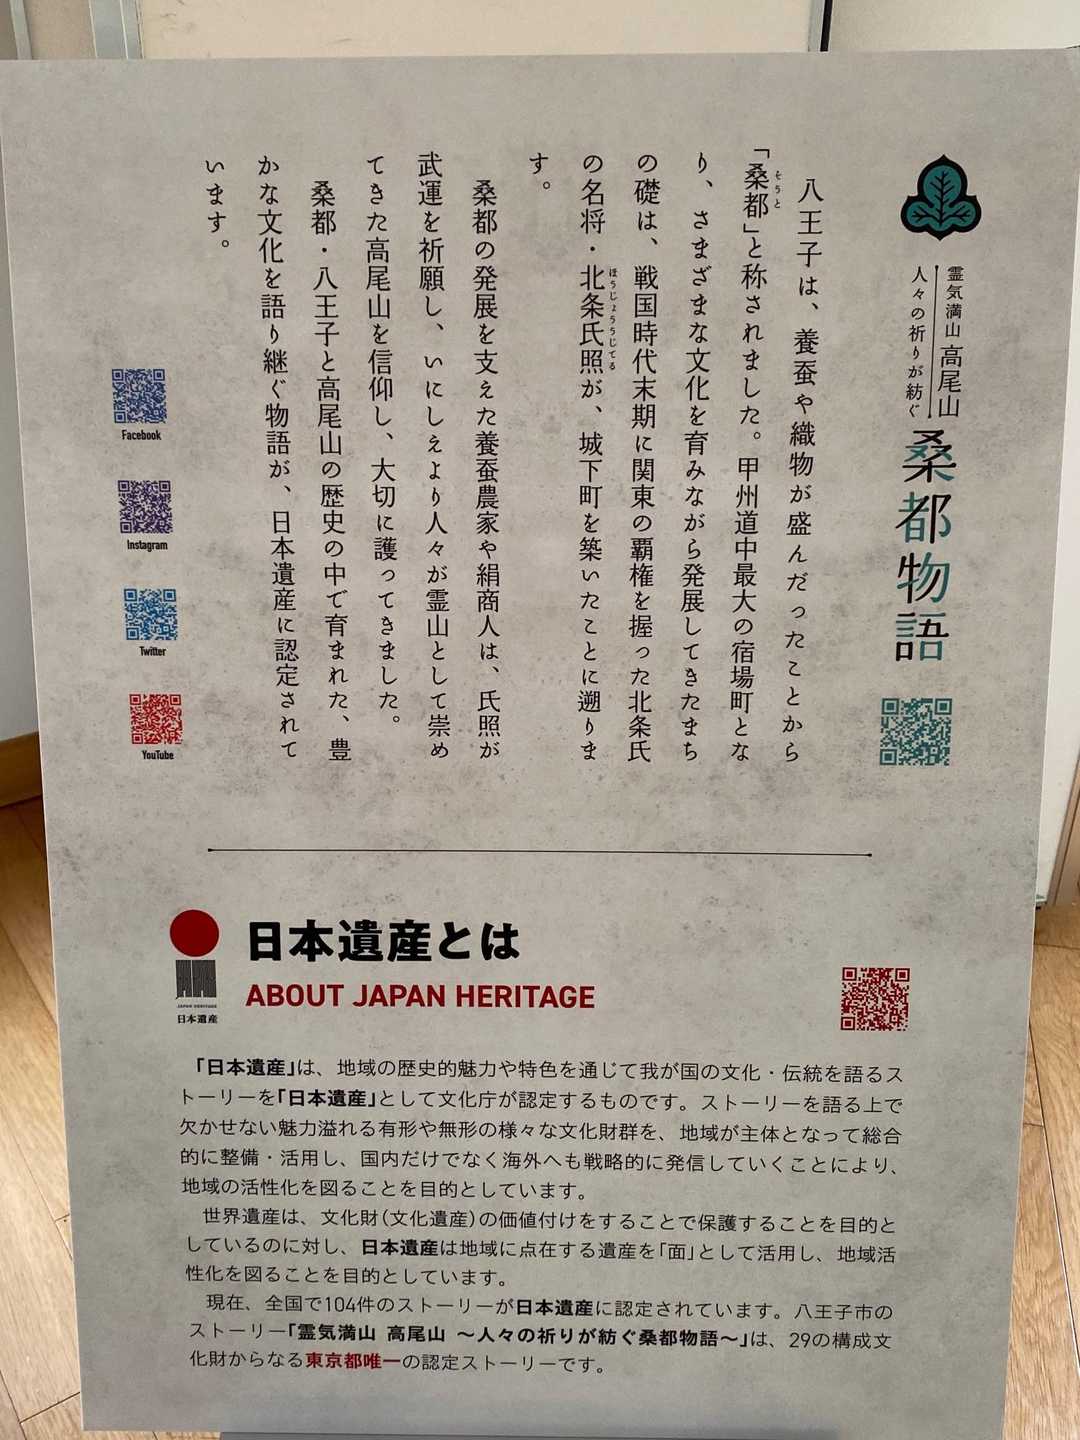 霊気満山 高尾山
人々の祈りが紡ぐ
桑都物語
八王子は、養蚕や織物が盛んだったことから
「桑都」と称されました。甲州道中最大の宿場町とな
そうと
り、さまざまな文化を育みながら発展してきたまち
の礎は、戦国時代末期に関東の覇権を握った北条氏
の名将・北条氏照が、城下町を築いたことに遡りま
ほうじょううじてる
す。
桑都の発展を支えた養蚕農家や絹商人は、氏照が
武運を祈願し、いにしえより人々が霊山として崇め
てきた高尾山を信仰し、大切に護ってきました。
桑都・八王子と高尾山の歴史の中で育まれた、豊
かな文化を語り継ぐ物語が、日本遺産に認定されて
います。
Facebook
Instagram
Twitter
YouTube
JAPAN HERITAGE
日本遺産
日本遺産とは
ABOUT JAPAN HERITAGE
「日本遺産」は、地域の歴史的魅力や特色を通じて我が国の文化・伝統を語るス
トーリーを「日本遺産」として文化庁が認定するものです。ストーリーを語る上で
欠かせない魅力溢れる有形や無形の様々な文化財群を、地域が主体となって総合
的に整備・活用し、国内だけでなく海外へも戦略的に発信していくことにより、
地域の活性化を図ることを目的としています。
世界遺産は、文化財(文化遺産)の価値付けをすることで保護することを目的と
しているのに対し、日本遺産は地域に点在する遺産を「面」として活用し、地域活
性化を図ることを目的としています。
現在、全国で104件のストーリーが日本遺産に認定されています。八王子市の
ストーリー「霊気満山 高尾山 〜人々の祈りが紡ぐ桑都物語〜」は、29の構成文
化財からなる東京都唯一の認定ストーリーです。